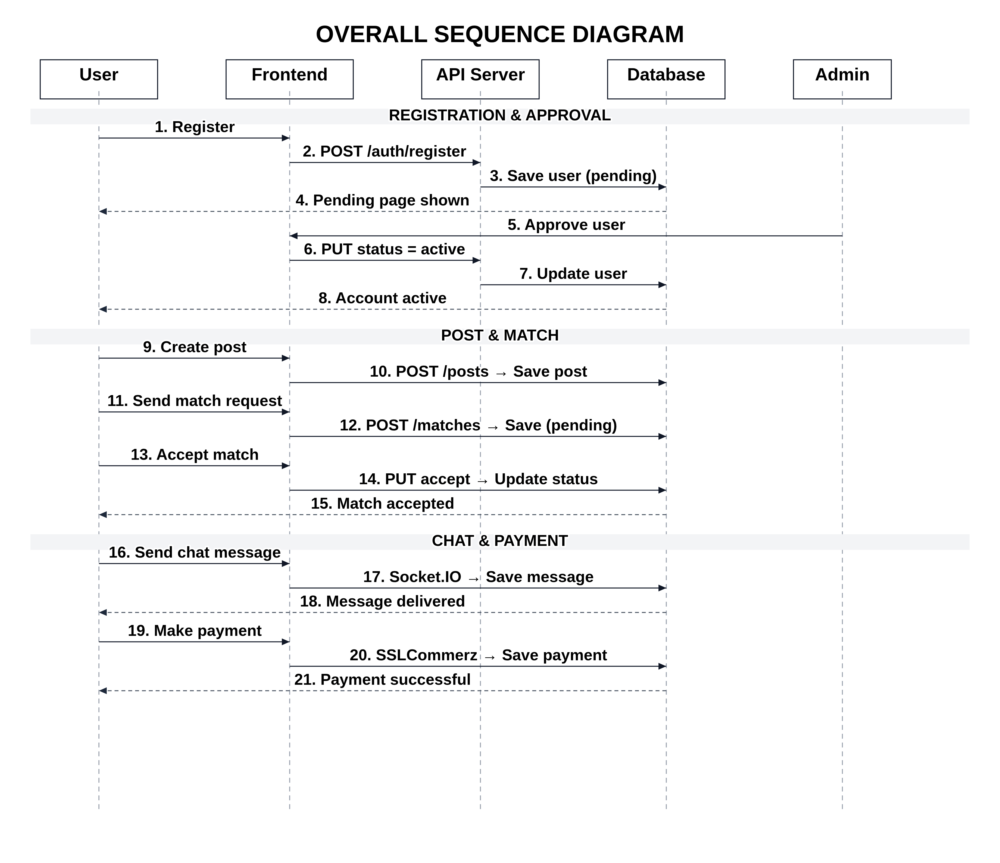 OVERALL SEQUENCE DIAGRAM
User
Frontend
API Server
Database
Admin
REGISTRATION & APPROVAL
1. Register
2. POST /auth/register
3. Save user (pending)
4. Pending page shown
5. Approve user
6. PUT status = active
7. Update user
8. Account active
POST & MATCH
9. Create post
10. POST /posts → Save post
11. Send match request
12. POST /matches → Save (pending)
13. Accept match
14. PUT accept → Update status
15. Match accepted
CHAT & PAYMENT
16. Send chat message
17. Socket.IO → Save message
18. Message delivered
19. Make payment
20. SSLCommerz → Save payment
21. Payment successful